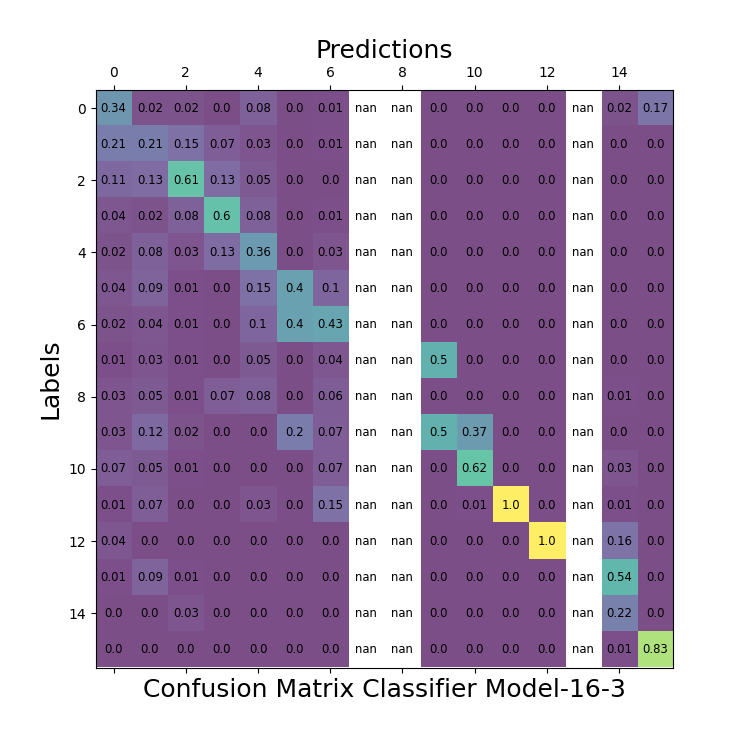 Predictions
0 2 4 6 8 10 12 14
0 0.34 0.02 0.02 0.0 0.08 0.0 0.01 nan nan 0.0 0.0 0.0 0.0 nan 0.02 0.17
0.21 0.21 0.15 0.07 0.03 0.0 0.01 nan nan 0.0 0.0 0.0 0.0 nan 0.0 0.0
2 0.11 0.13 0.61 0.13 0.05 0.0 0.0 nan nan 0.0 0.0 0.0 0.0 nan 0.0 0.0
0.04 0.02 0.08 0.6 0.08 0.0 0.01 nan nan 0.0 0.0 0.0 0.0 nan 0.0 0.0
4 0.02 0.08 0.03 0.13 0.36 0.0 0.03 nan nan 0.0 0.0 0.0 0.0 nan 0.0 0.0
0.04 0.09 0.01 0.0 0.15 0.4 0.1 nan nan 0.0 0.0 0.0 0.0 nan 0.0 0.0
6 0.02 0.04 0.01 0.0 0.1 0.4 0.43 nan nan 0.0 0.0 0.0 0.0 nan 0.0 0.0
0.01 0.03 0.01 0.0 0.05 0.0 0.04 nan nan 0.5 0.0 0.0 0.0 nan 0.0 0.0
Labels
8 0.03 0.05 0.01 0.07 0.08 0.0 0.06 nan nan 0.0 0.0 0.0 0.0 nan 0.01 0.0
0.03 0.12 0.02 0.0 0.0 0.2 0.07 nan nan 0.5 0.37 0.0 0.0 nan 0.0 0.0
10 0.07 0.05 0.01 0.0 0.0 0.0 0.07 nan nan 0.0 0.62 0.0 0.0 nan 0.03 0.0
0.01 0.07 0.0 0.0 0.03 0.0 0.15 nan nan 0.0 0.01 1.0 0.0 nan 0.01 0.0
12 0.04 0.0 0.0 0.0 0.0 0.0 0.0 nan nan 0.0 0.0 0.0 1.0 nan 0.16 0.0
0.01 0.09 0.01 0.0 0.0 0.0 0.0 nan nan 0.0 0.0 0.0 0.0 nan 0.54 0.0
14 0.0 0.0 0.03 0.0 0.0 0.0 0.0 nan nan 0.0 0.0 0.0 0.0 nan 0.22 0.0
0.0 0.0 0.0 0.0 0.0 0.0 0.0 nan nan 0.0 0.0 0.0 0.0 nan 0.01 0.83
Confusion Matrix Classifier Model-16-3